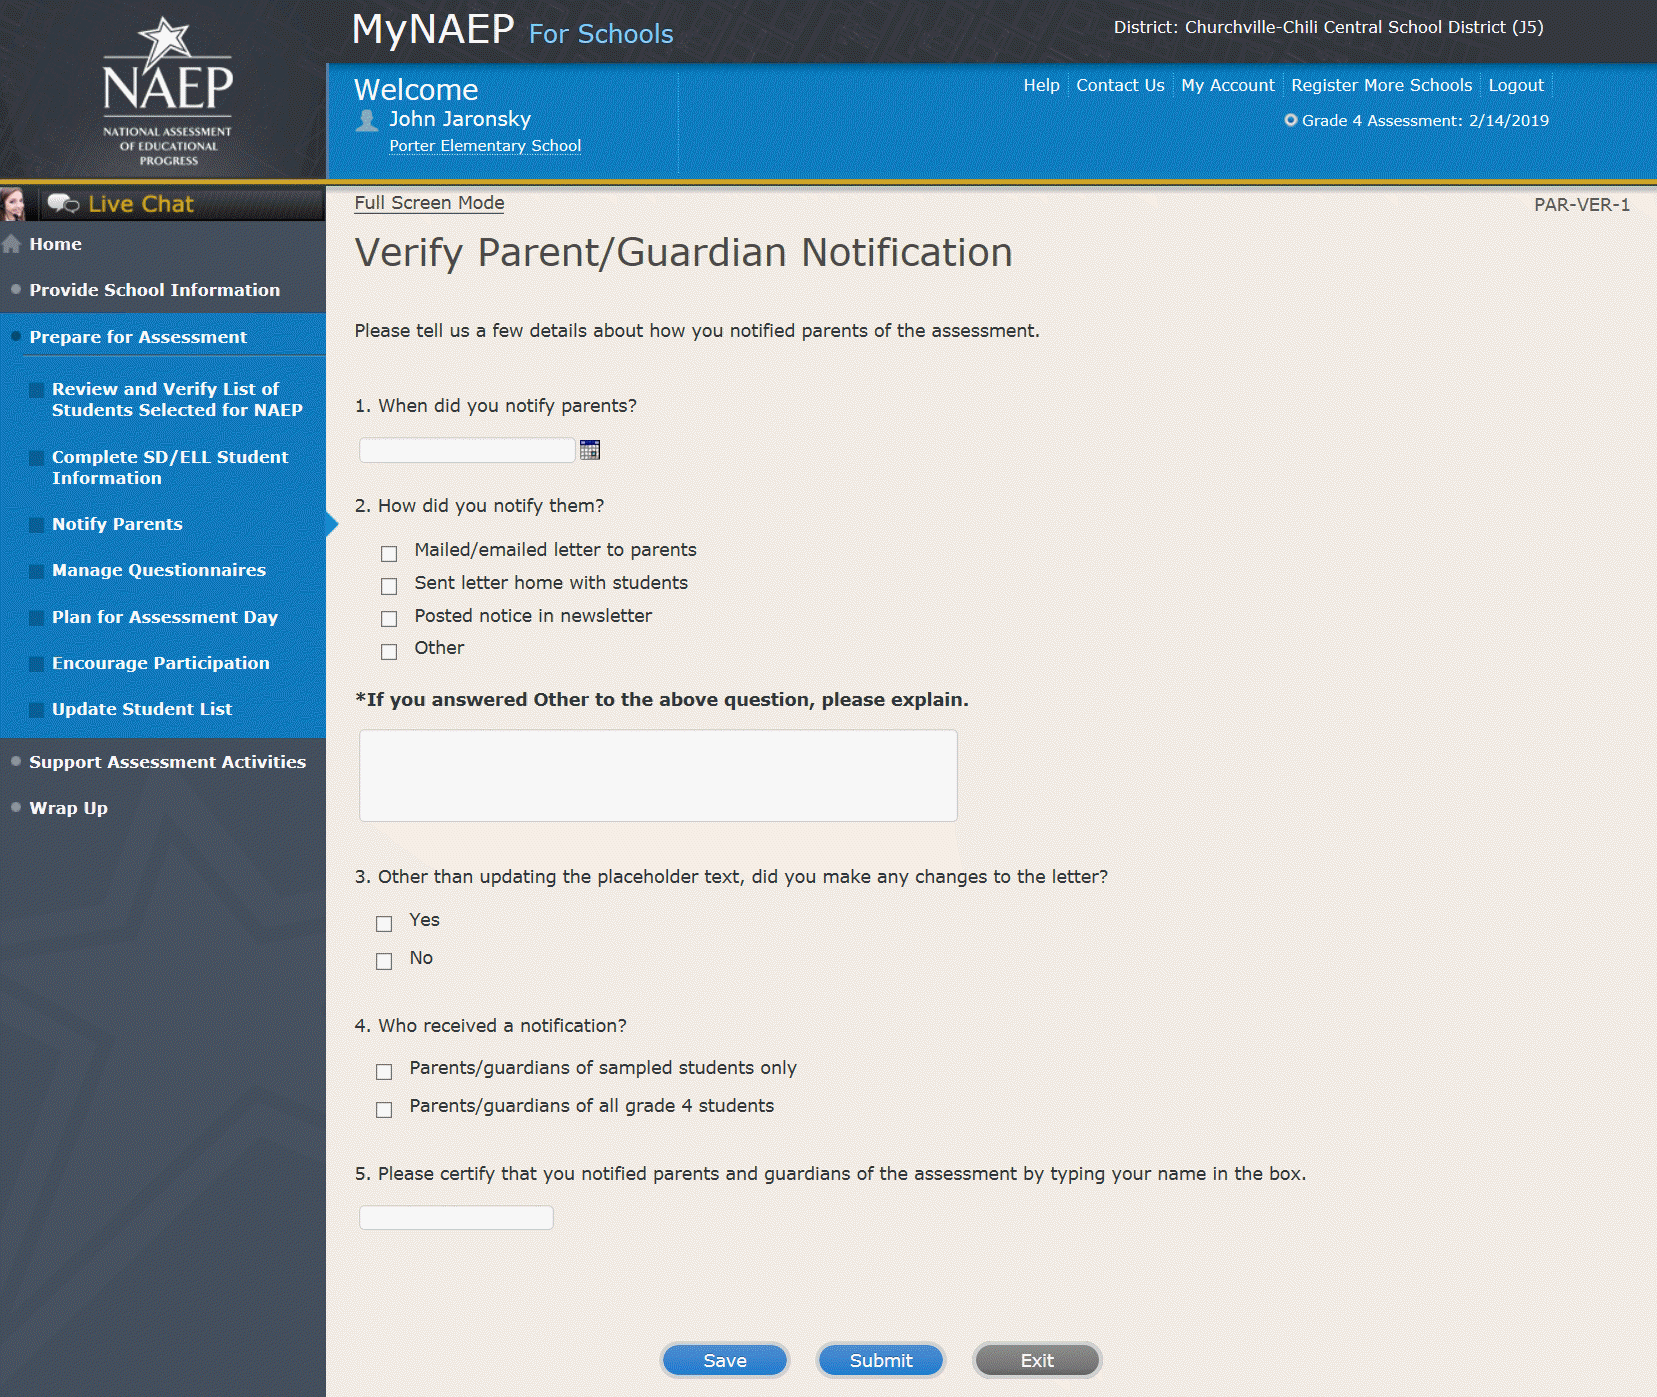 MyNAEP For Schools
District: Churchville-Chili Central School District (J5)
NAEP
NATIONAL ASSESSMENT
OF EDUCATIONAL
PROGRESS
Welcome
John Jaronsky
Porter Elementary School
Help
Contact Us
My Account
Register More Schools
Logout
Grade 4 Assessment: 2/14/2019
Live Chat
Home
Provide School Information
Prepare for Assessment
Review and Verify List of
Students Selected for NAEP
Complete SD/ELL Student
Information
Notify Parents
Manage Questionnaires
Plan for Assessment Day
Encourage Participation
Update Student List
Support Assessment Activities
Wrap Up
Full Screen Mode
PAR-VER-1
Verify Parent/Guardian Notification
Please tell us a few details about how you notified parents of the assessment.
1. When did you notify parents?
2. How did you notify them?
Mailed/emailed letter to parents
Sent letter home with students
Posted notice in newsletter
Other
*If you answered Other to the above question, please explain.
3. Other than updating the placeholder text, did you make any changes to the letter?
Yes
No
4. Who received a notification?
Parents/guardians of sampled students only
Parents/guardians of all grade 4 students
5. Please certify that you notified parents and guardians of the assessment by typing your name in the box.
Save
Submit
Exit